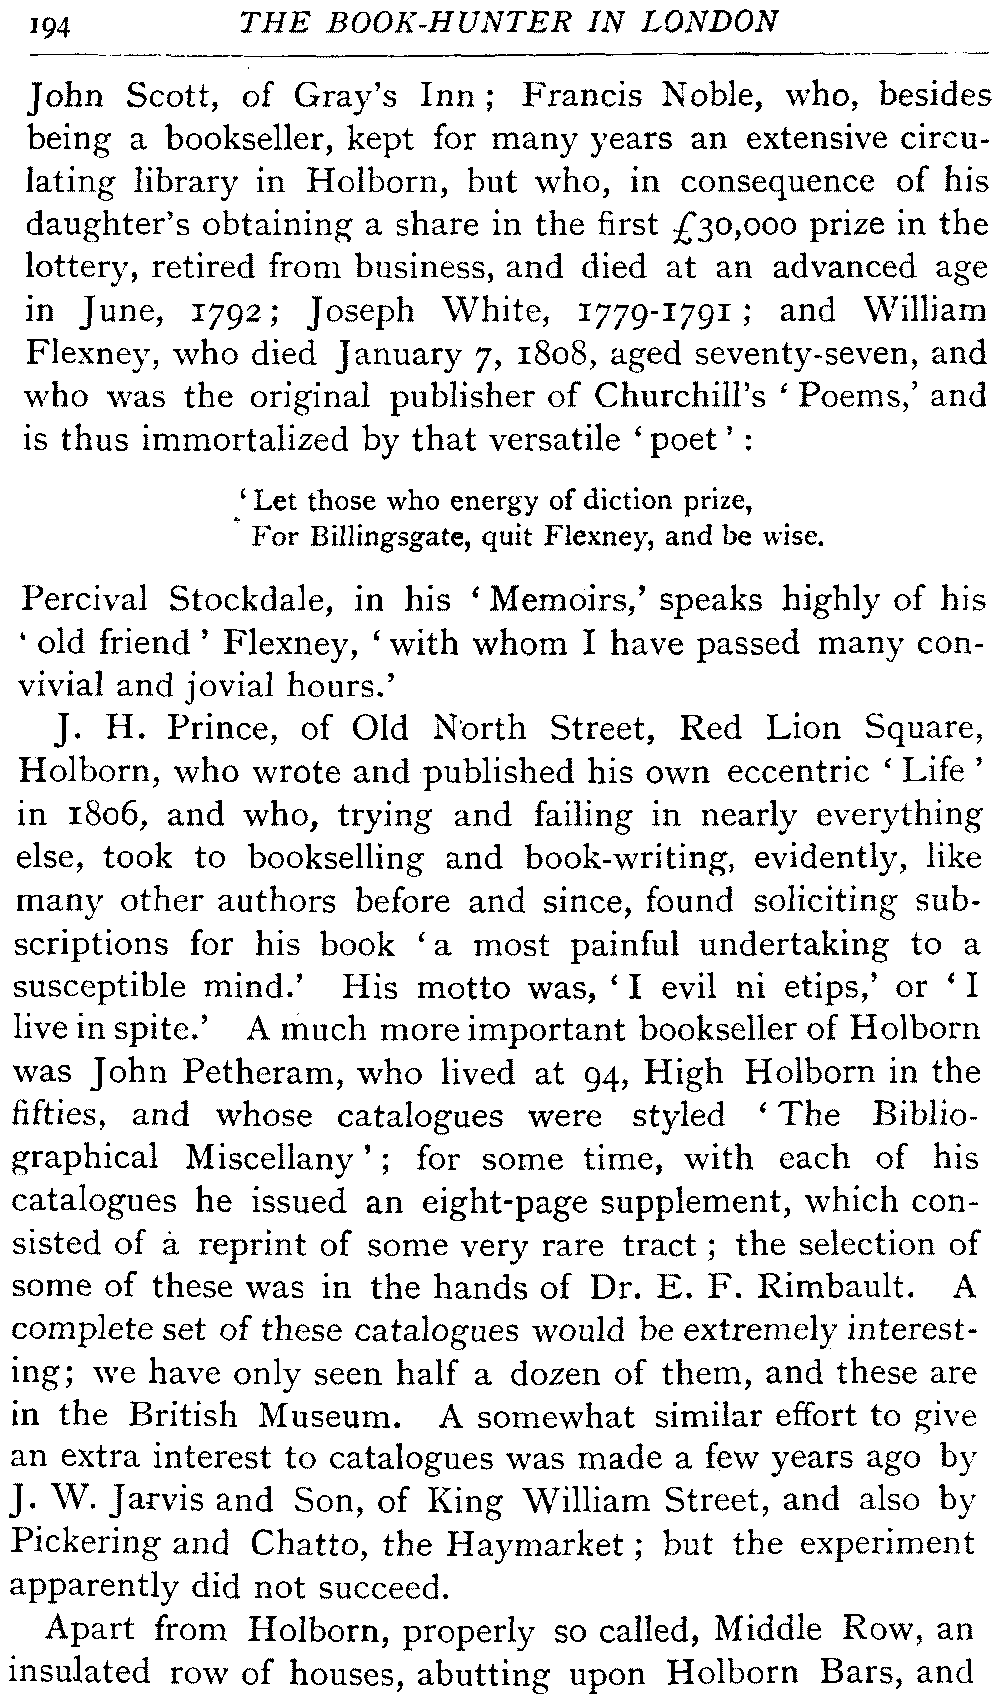 194 THE BOOK-HUNTER IN LONDON
John Scott, of Gray's Inn ; Francis Noble, who, besides
being a bookseller, kept for many years an extensive circu-
lating library in Holborn, but who, in consequence of his
daughter's obtaining a share in the first £30,000 prize in the
lottery, retired from business, and died at an advanced age
in June, 1792 ; Joseph White, 1779-1791 ; and William
Flexney, who died January 7, 1808, aged seventy-seven, and
who was the original publisher of Churchill's ‘ Poems,’ and
is thus immortalized by that versatile ‘ poet ’ :
‘ Let those who energy of diction prize,
For Billingsgate, quit Flexney, and be wise.
Percival Stockdale, in his ‘ Memoirs,’ speaks highly of his
‘ old friend ’ Flexney, ‘ with whom I have passed many con-
vivial and jovial hours.’
J. H. Prince, of Old North Street, Red Lion Square,
Holborn, who wrote and published his own eccentric ‘ Life ’
in 1806, and who, trying and failing in nearly everything
else, took to bookselling and book-writing, evidently, like
many other authors before and since, found soliciting sub-
scriptions for his book ‘ a most painful undertaking to a
susceptible mind.’ His motto was, ‘ I evil ni etips,’ or ‘ I
live in spite.’ A much more important bookseller of Holborn
was John Petheram, who lived at 94, High Holborn in the
fifties, and whose catalogues were styled ‘ The Biblio-
graphical Miscellany ’ ; for some time, with each of his
catalogues he issued an eight-page supplement, which con-
sisted of a reprint of some very rare tract ; the selection of
some of these was in the hands of Dr. E. F. Rimbault. A
complete set of these catalogues would be extremely interest-
ing ; we have only seen half a dozen of them, and these are
in the British Museum. A somewhat similar effort to give
an extra interest to catalogues was made a few years ago by
J. W. Jarvis and Son, of King William Street, and also by
Pickering and Chatto, the Haymarket ; but the experiment
apparently did not succeed.
Apart from Holborn, properly so called, Middle Row, an
insulated row of houses, abutting upon Holborn Bars, and